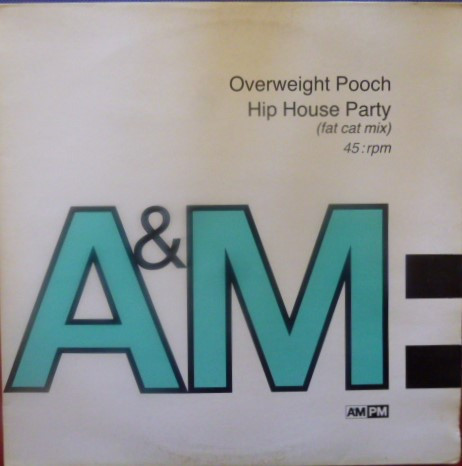 Overweight Pooch
Hip House Party
(fat cat mix)
45:rpm
A&M:
AM PM